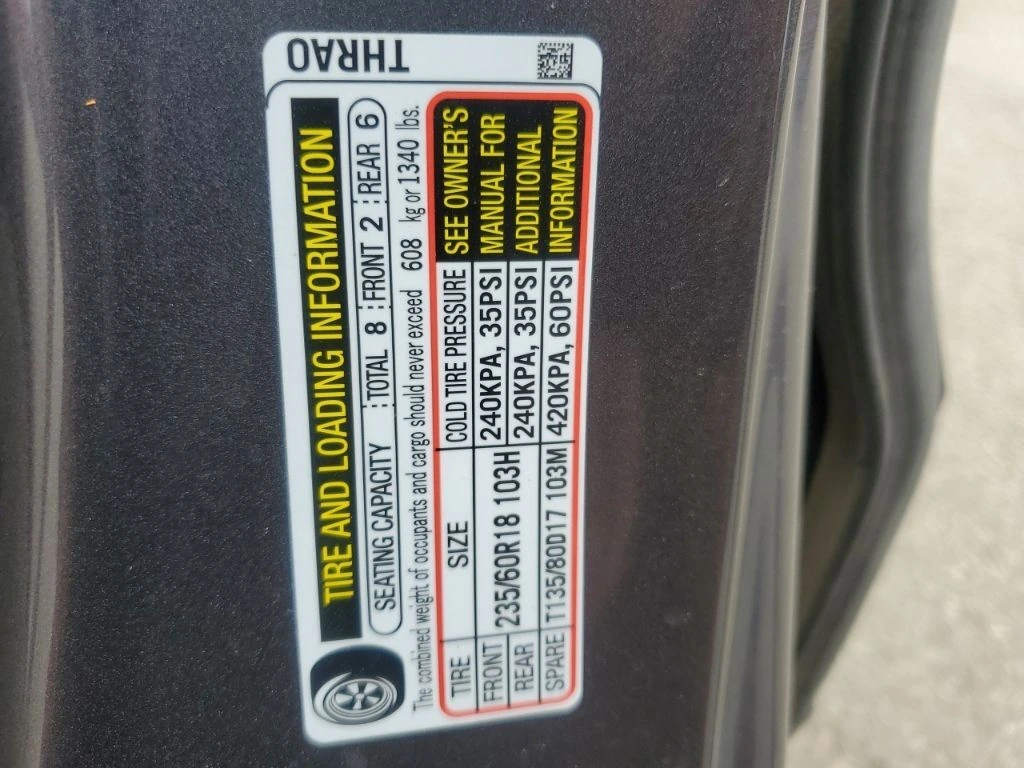 THRAO
TIRE AND LOADING INFORMATION
SEATING CAPACITY TOTAL 8 FRONT 2 REAR 6
The combined weight of occupants and cargo should never exceed 608 kg or 1340 lbs.
TIRE SIZE COLD TIRE PRESSURE
FRONT 235/60R18 103H 240KPA, 35PSI
REAR 240KPA, 35PSI
SPARE T135/80D17 103M 420KPA, 60PSI
SEE OWNER'S
MANUAL FOR
ADDITIONAL
INFORMATION